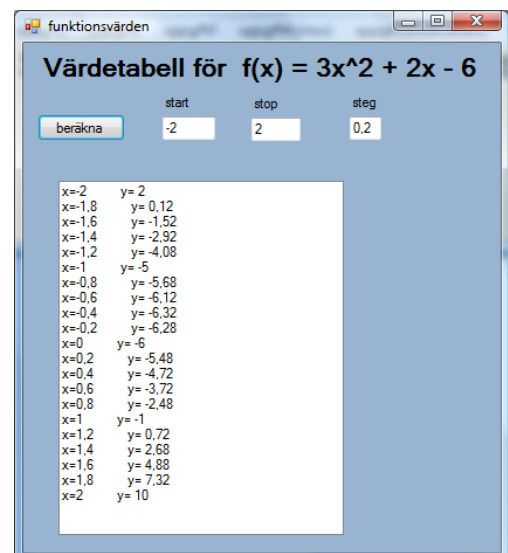 funktionsvärden
Värdetabell för f(x) = 3x^2 + 2x - 6
start stop steg
beräkna -2 2 0,2
x=-2 y= 2
x=-1,8 y= 0,12
x=-1,6 y= -1,52
x=-1,4 y= -2,92
x=-1,2 y= -4,08
x=-1 y= -5
x=-0,8 y= -5,68
x=-0,6 y= -6,12
x=-0,4 y= -6,32
x=-0,2 y= -6,28
x=0 y= -6
x=0,2 y= -5,48
x=0,4 y= -4,72
x=0,6 y= -3,72
x=0,8 y= -2,48
x=1 y= -1
x=1,2 y= 0,72
x=1,4 y= 2,68
x=1,6 y= 4,88
x=1,8 y= 7,32
x=2 y= 10